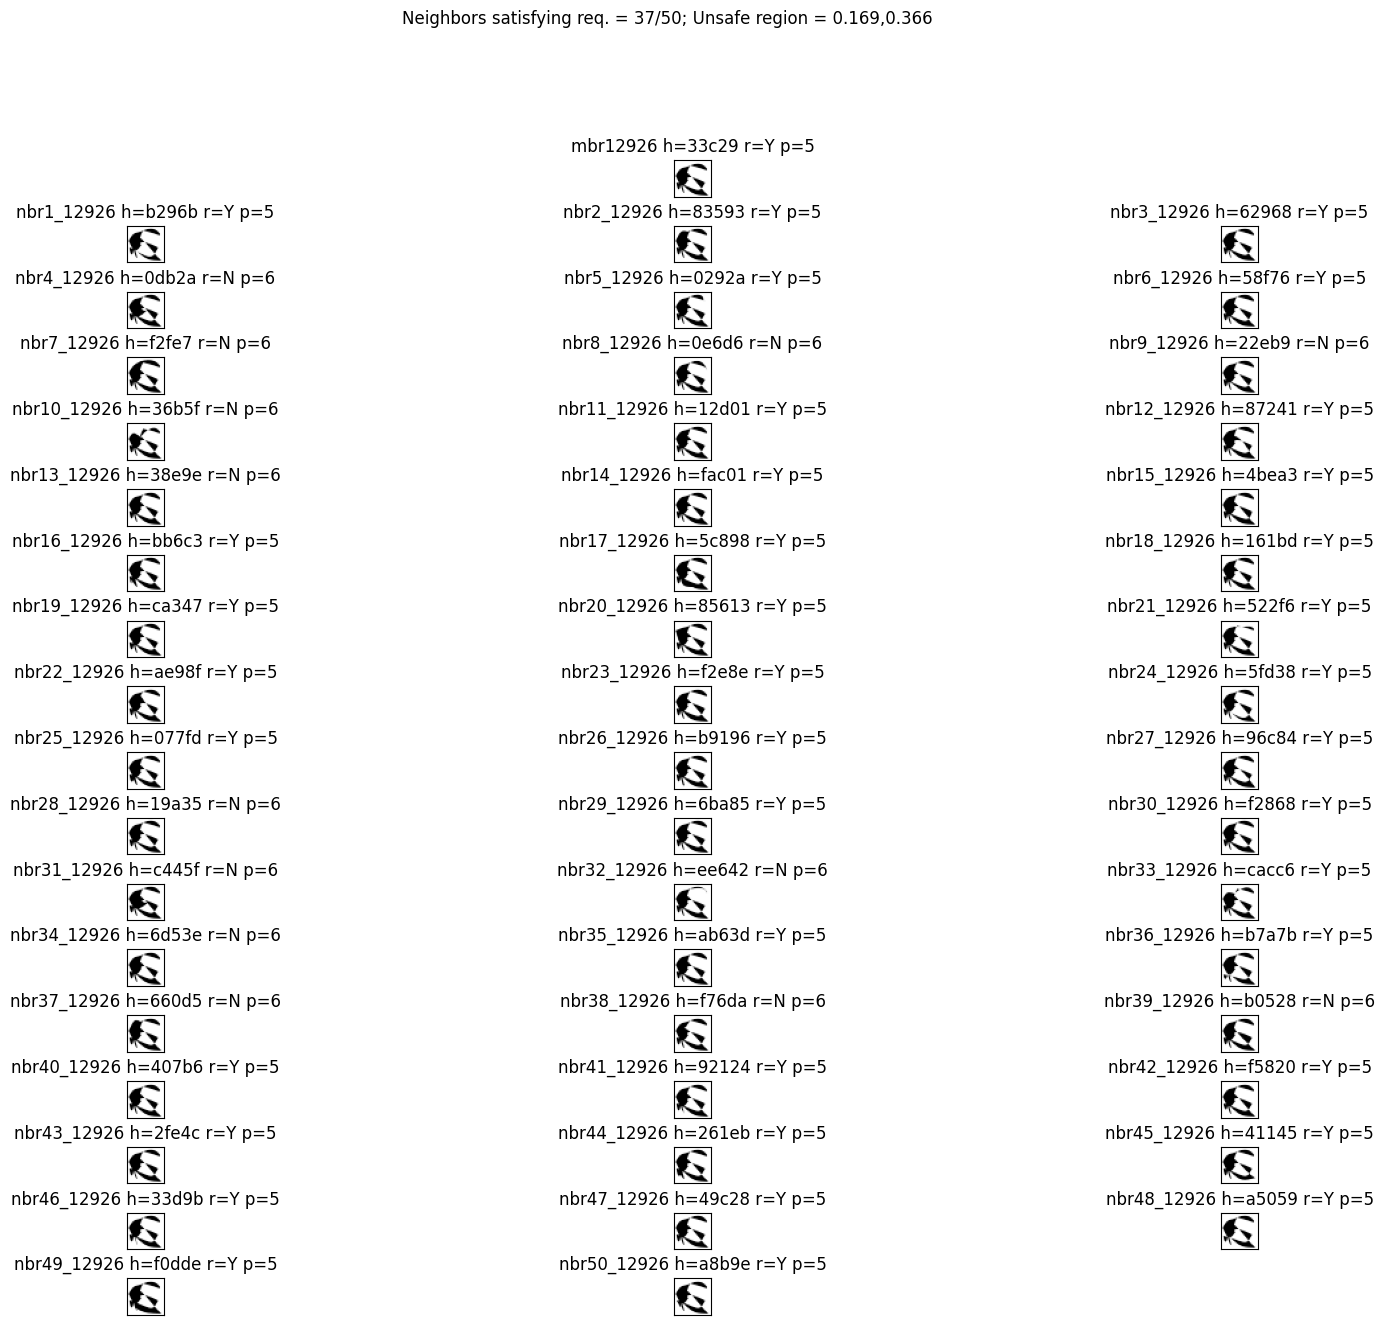 Neighbors satisfying req. = 37/50; Unsafe region = 0.169,0.366
mbr12926 h=33c29 r=Y p=5
nbr1_12926 h=b296b r=Y p=5 nbr2_12926 h=83593 r=Y p=5 nbr3_12926 h=62968 r=Y p=5
nbr4_12926 h=0db2a r=N p=6 nbr5_12926 h=0292a r=Y p=5 nbr6_12926 h=58f76 r=Y p=5
nbr7_12926 h=f2fe7 r=N p=6 nbr8_12926 h=0e6d6 r=N p=6 nbr9_12926 h=22eb9 r=N p=6
nbr10_12926 h=36b5f r=N p=6 nbr11_12926 h=12d01 r=Y p=5 nbr12_12926 h=87241 r=Y p=5
nbr13_12926 h=38e9e r=N p=6 nbr14_12926 h=fac01 r=Y p=5 nbr15_12926 h=4bea3 r=Y p=5
nbr16_12926 h=bb6c3 r=Y p=5 nbr17_12926 h=5c898 r=Y p=5 nbr18_12926 h=161bd r=Y p=5
nbr19_12926 h=ca347 r=Y p=5 nbr20_12926 h=85613 r=Y p=5 nbr21_12926 h=522f6 r=Y p=5
nbr22_12926 h=ae98f r=Y p=5 nbr23_12926 h=f2e8e r=Y p=5 nbr24_12926 h=5fd38 r=Y p=5
nbr25_12926 h=077fd r=Y p=5 nbr26_12926 h=b9196 r=Y p=5 nbr27_12926 h=96c84 r=Y p=5
nbr28_12926 h=19a35 r=N p=6 nbr29_12926 h=6ba85 r=Y p=5 nbr30_12926 h=f2868 r=Y p=5
nbr31_12926 h=c445f r=N p=6 nbr32_12926 h=ee642 r=N p=6 nbr33_12926 h=cacc6 r=Y p=5
nbr34_12926 h=6d53e r=N p=6 nbr35_12926 h=ab63d r=Y p=5 nbr36_12926 h=b7a7b r=Y p=5
nbr37_12926 h=660d5 r=N p=6 nbr38_12926 h=f76da r=N p=6 nbr39_12926 h=b0528 r=N p=6
nbr40_12926 h=407b6 r=Y p=5 nbr41_12926 h=92124 r=Y p=5 nbr42_12926 h=f5820 r=Y p=5
nbr43_12926 h=2fe4c r=Y p=5 nbr44_12926 h=261eb r=Y p=5 nbr45_12926 h=41145 r=Y p=5
nbr46_12926 h=33d9b r=Y p=5 nbr47_12926 h=49c28 r=Y p=5 nbr48_12926 h=a5059 r=Y p=5
nbr49_12926 h=f0dde r=Y p=5 nbr50_12926 h=a8b9e r=Y p=5